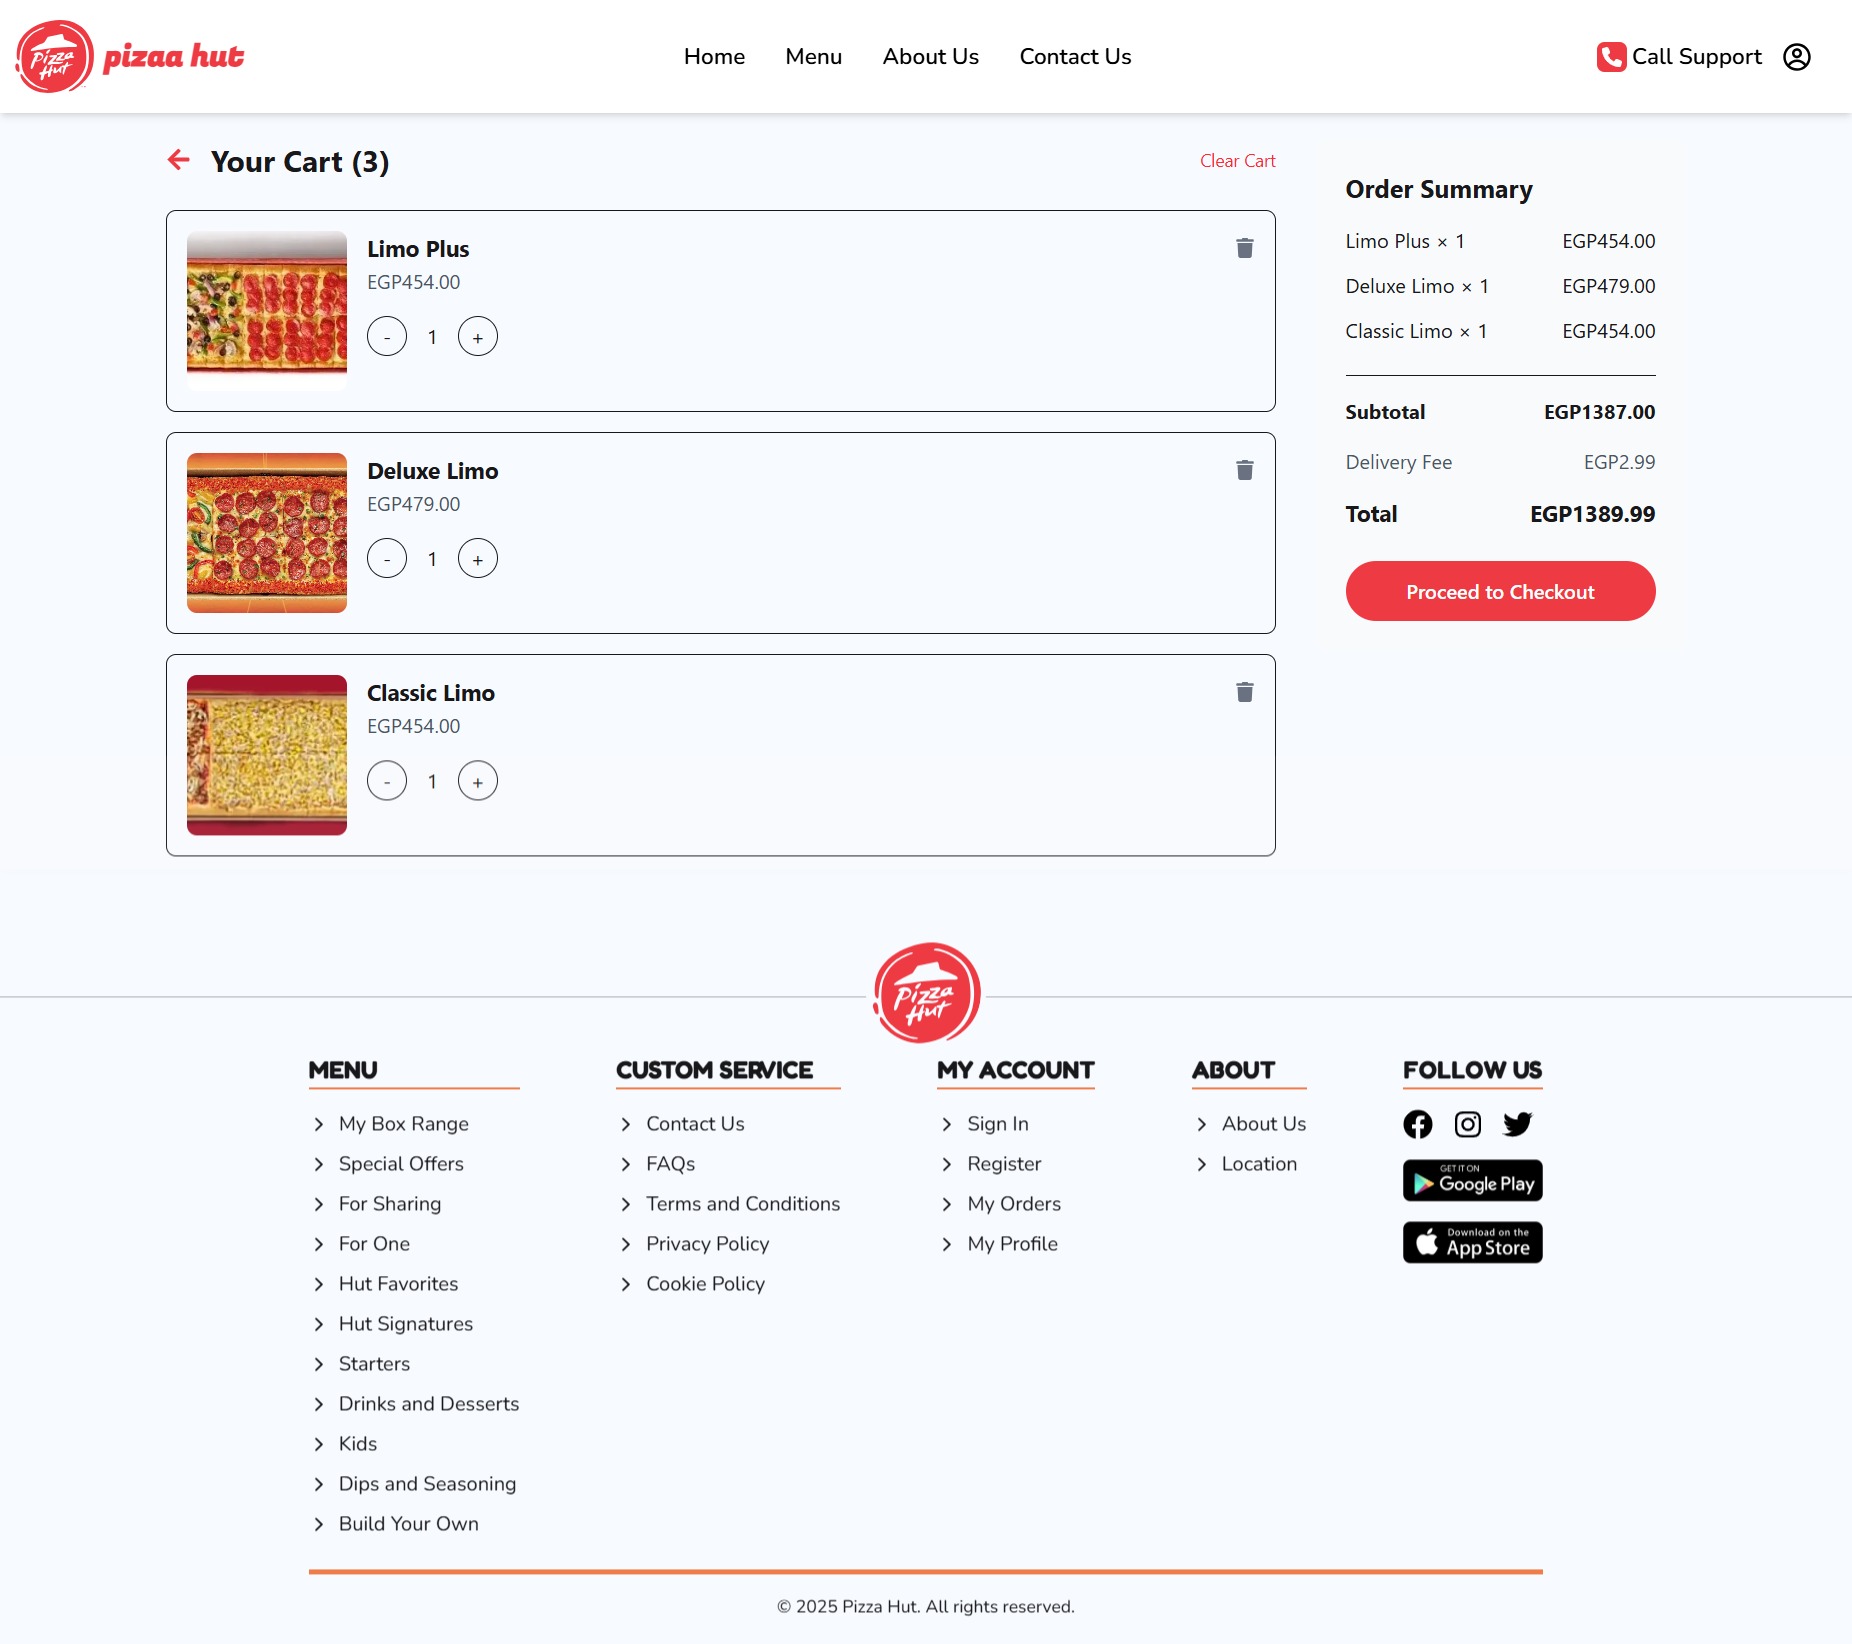 Pizza Hut
pizaa hut
Home Menu About Us Contact Us
Call Support
Your Cart (3)
Clear Cart
Limo Plus
EGP454.00
- 1 +
Deluxe Limo
EGP479.00
- 1 +
Classic Limo
EGP454.00
- 1 +
Order Summary
Limo Plus × 1 EGP454.00
Deluxe Limo × 1 EGP479.00
Classic Limo × 1 EGP454.00
Subtotal EGP1387.00
Delivery Fee EGP2.99
Total EGP1389.99
Proceed to Checkout
Pizza
Hut
MENU
My Box Range
Special Offers
For Sharing
For One
Hut Favorites
Hut Signatures
Starters
Drinks and Desserts
Kids
Dips and Seasoning
Build Your Own
CUSTOM SERVICE
Contact Us
FAQs
Terms and Conditions
Privacy Policy
Cookie Policy
MY ACCOUNT
Sign In
Register
My Orders
My Profile
ABOUT
About Us
Location
FOLLOW US
GET IT ON
Google Play
Download on the
App Store
© 2025 Pizza Hut. All rights reserved.